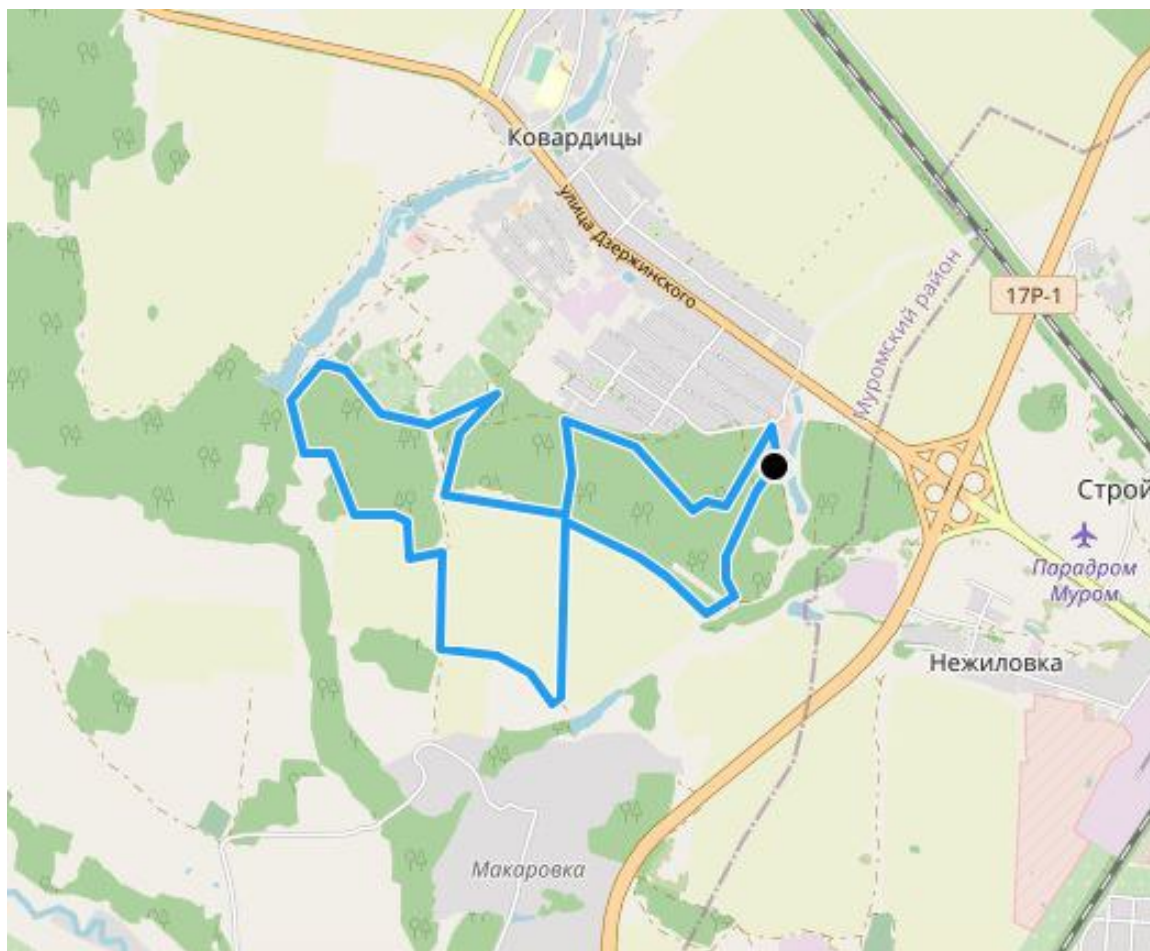 Ковардицы
улица Дзержинского
Муромский район
17Р-1
Строй
Парадром
Муром
Нежиловка
Макаровка